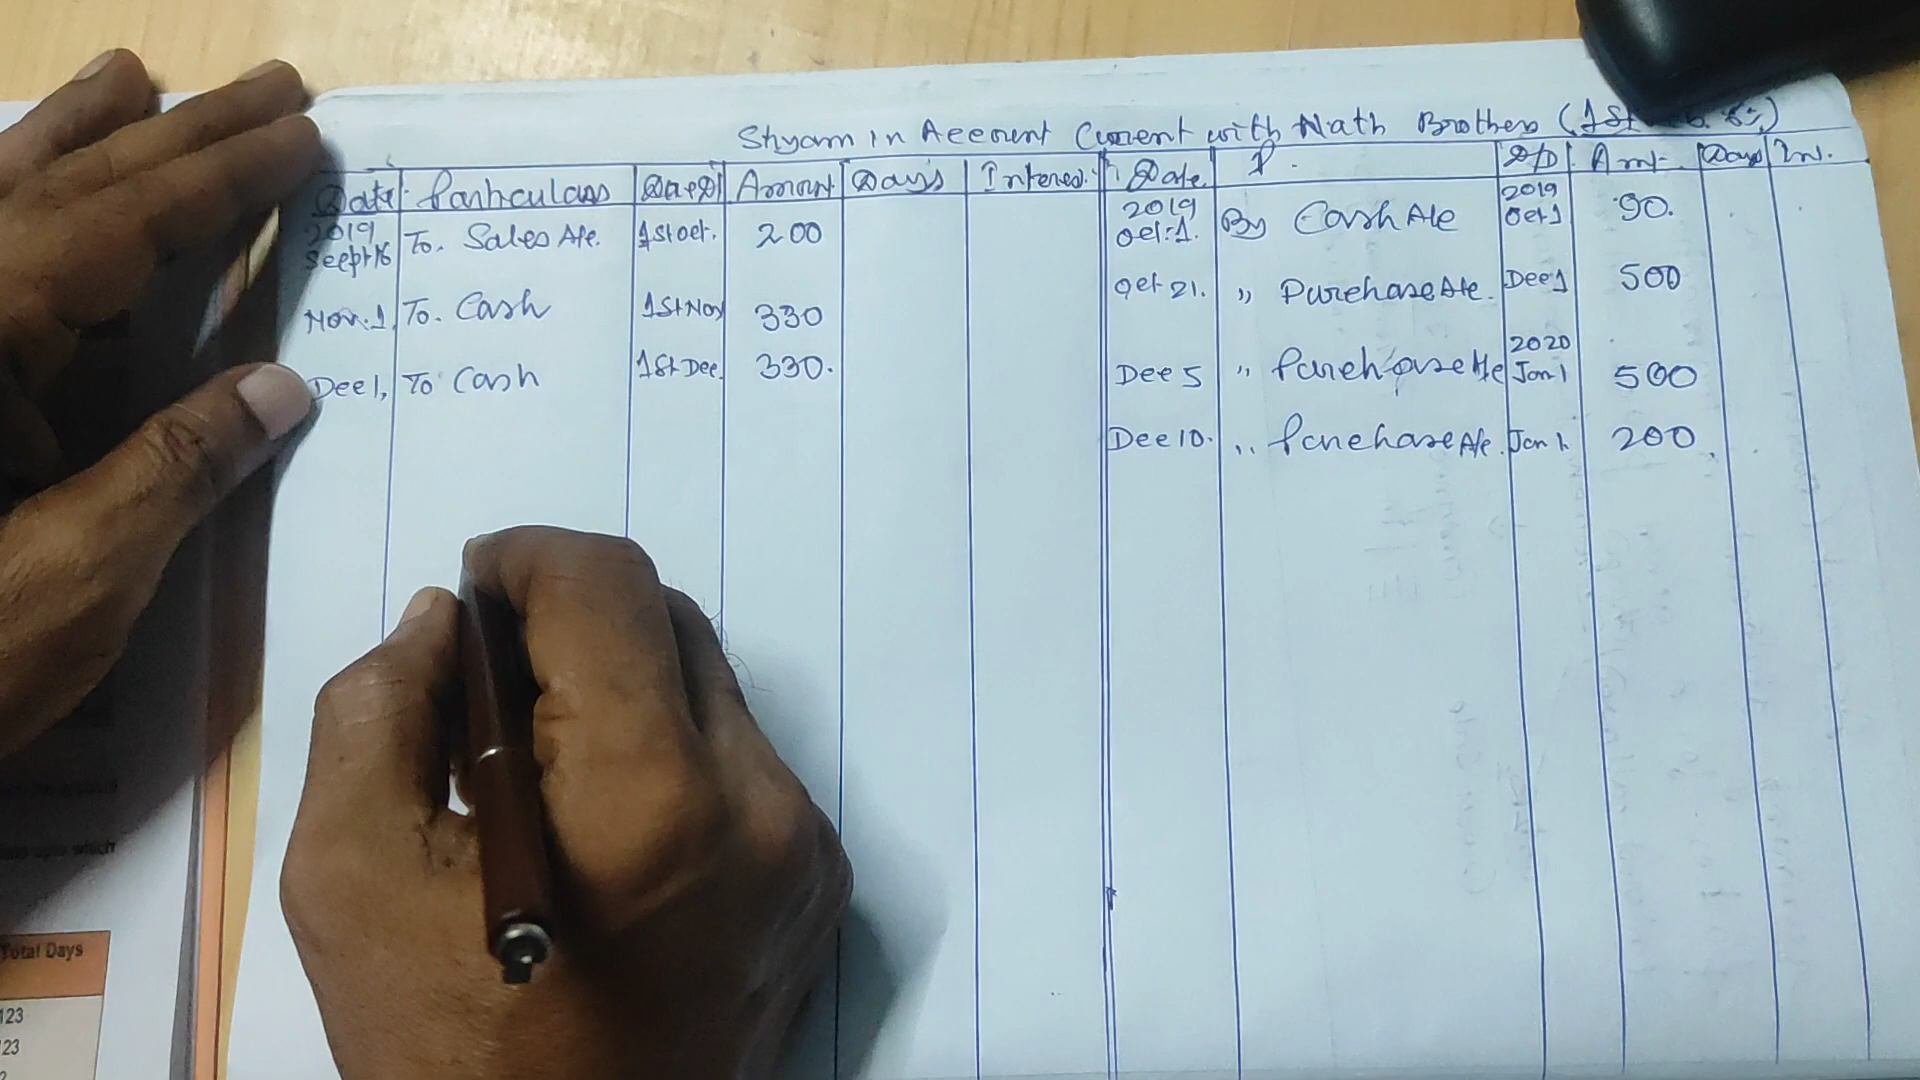 Shyam in Account Current with Nath Brothers (1st
Date Particulars Due D Amount Days Interest Date P. D/D Amt. Days In.
2019 Sept 16 To. Sales A/c. 1st Oct. 200
Nov. 1, To. Cash 1st Nov 330
Dec 1, To Cash 1st Dec. 330.
2019 Oct. 1. By Cash A/c 2019 Oct 1 90.
Oct 21. ,, Purchase A/c. Dec 1 500
Dec 5 ,, Purchase A/c 2020 Jan 1 500
Dec 10. ,, Purchase A/c. Jan 1. 200
which
Total Days
123
23